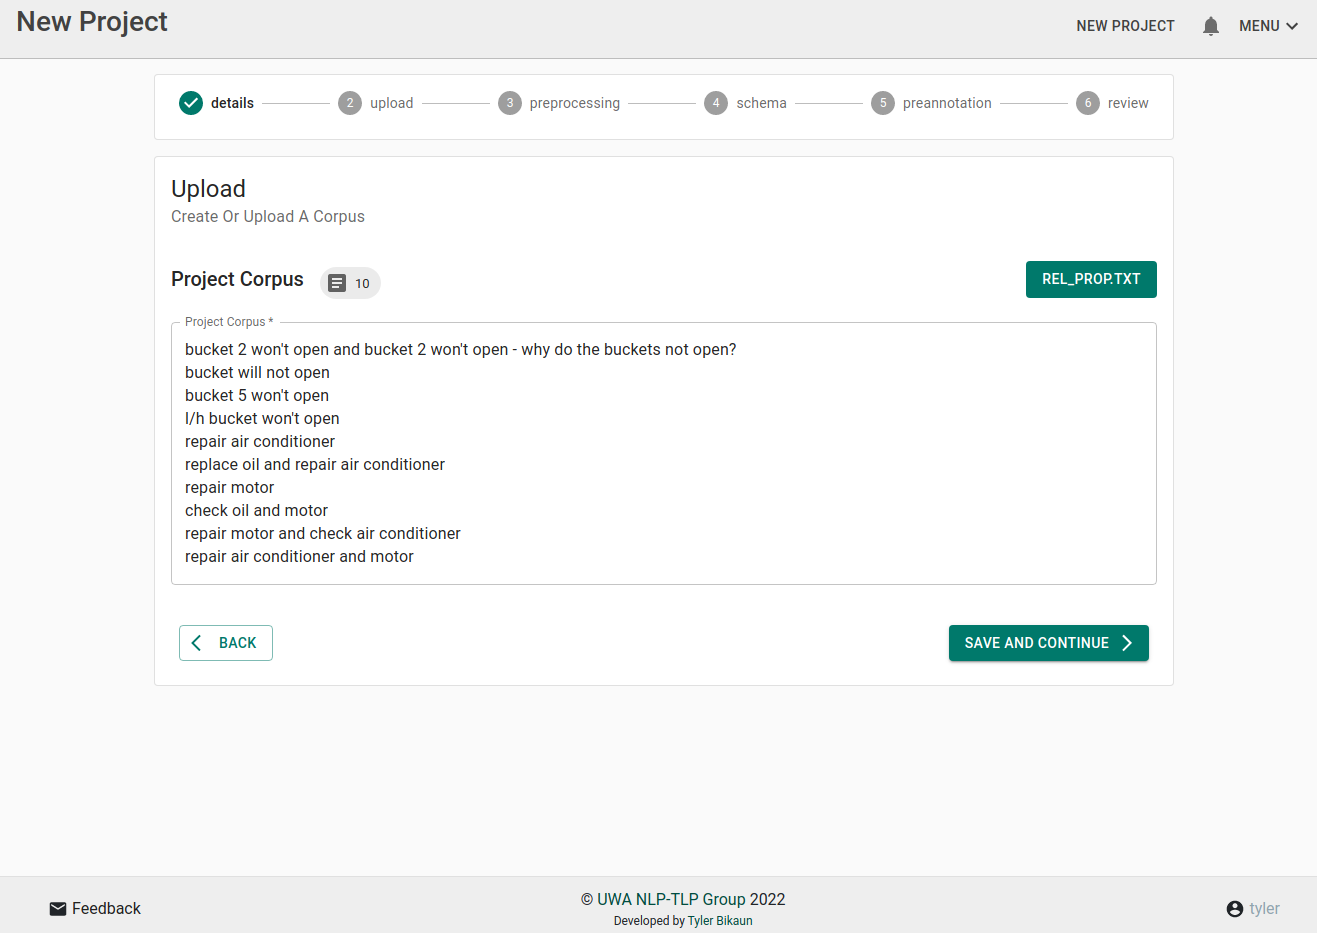 New Project
NEW PROJECT
MENU
details
2 upload
3 preprocessing
4 schema
5 preannotation
6 review
Upload
Create Or Upload A Corpus
Project Corpus
10
REL_PROP.TXT
Project Corpus *
bucket 2 won't open and bucket 2 won't open - why do the buckets not open?
bucket will not open
bucket 5 won't open
l/h bucket won't open
repair air conditioner
replace oil and repair air conditioner
repair motor
check oil and motor
repair motor and check air conditioner
repair air conditioner and motor
BACK
SAVE AND CONTINUE
Feedback
© UWA NLP-TLP Group 2022
Developed by Tyler Bikaun
tyler